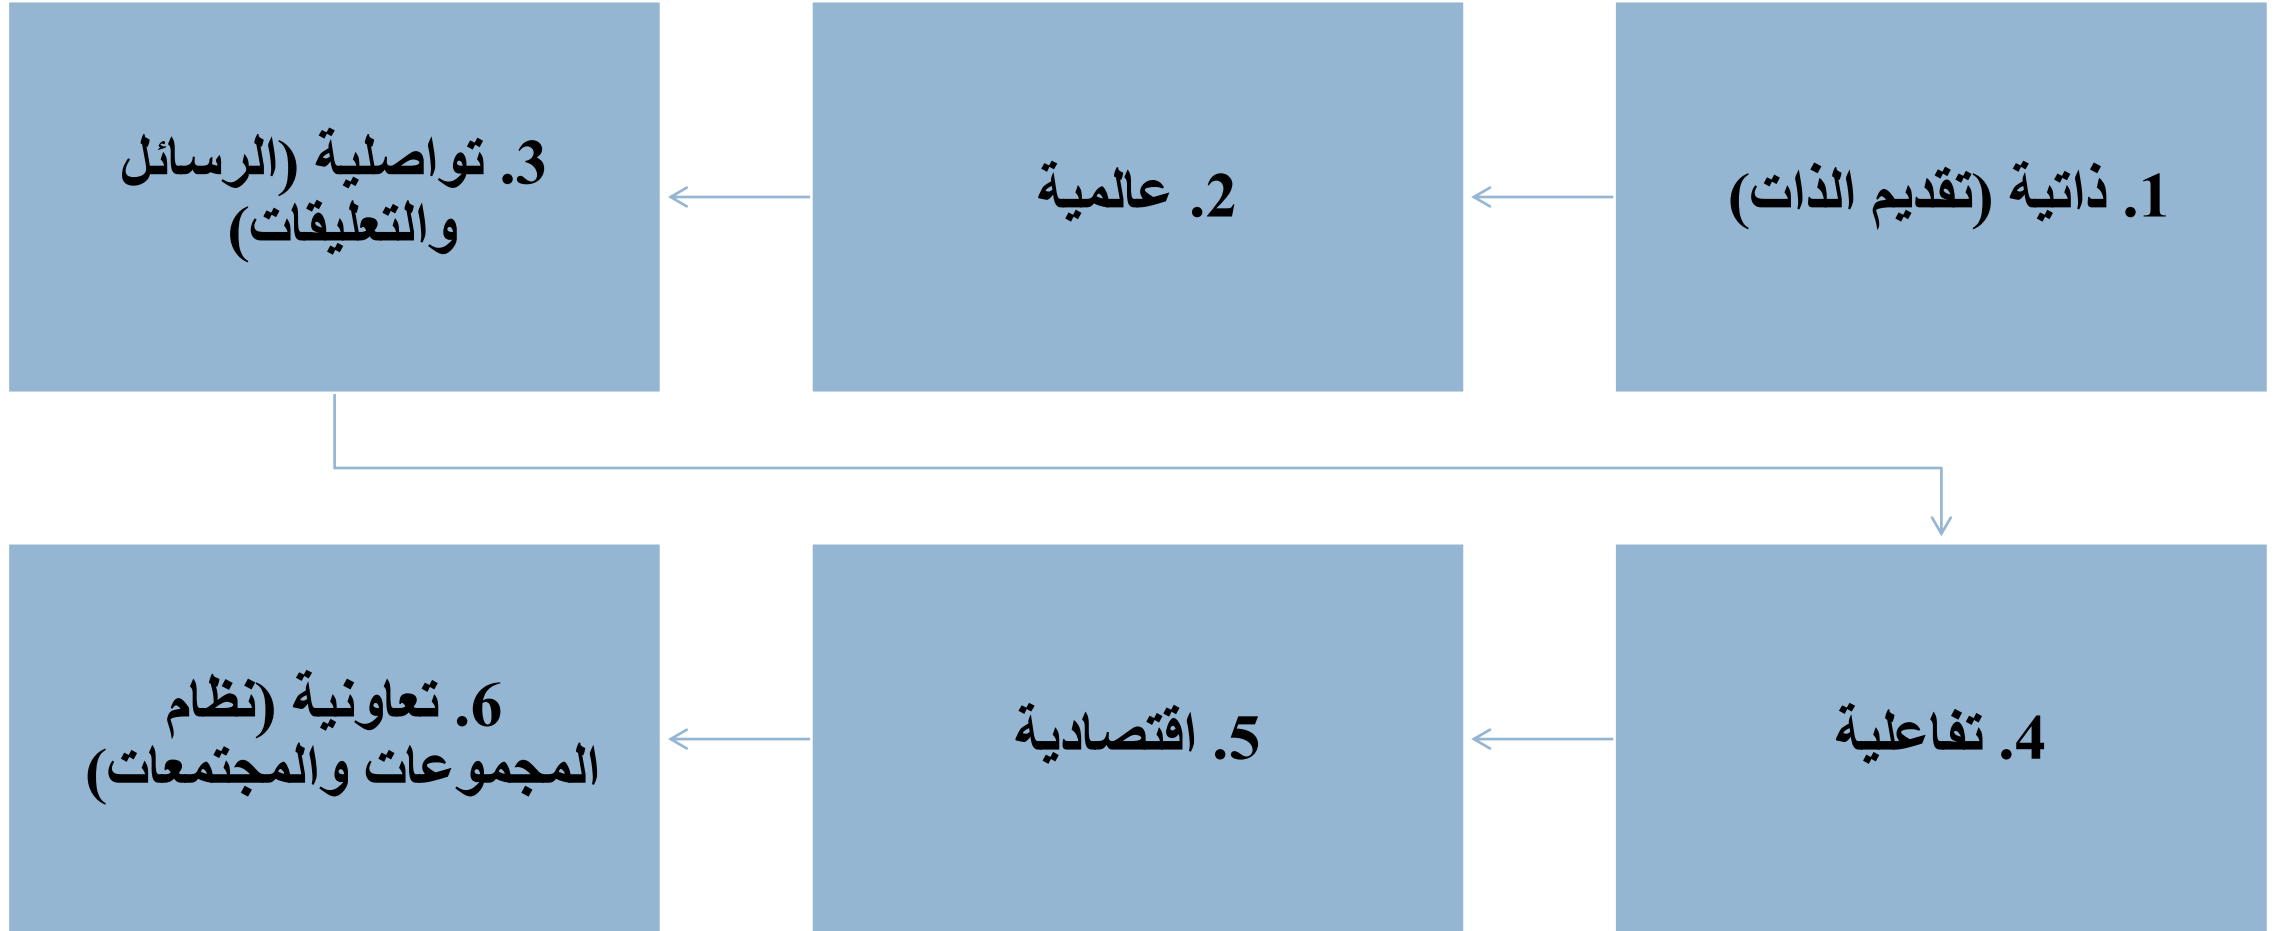 1. ذاتية (تقديم الذات)
2. عالمية
3. تواصلية (الرسائل
والتعليقات)
4. تفاعلية
5. اقتصادية
6. تعاونية (نظام
المجموعات والمجتمعات)